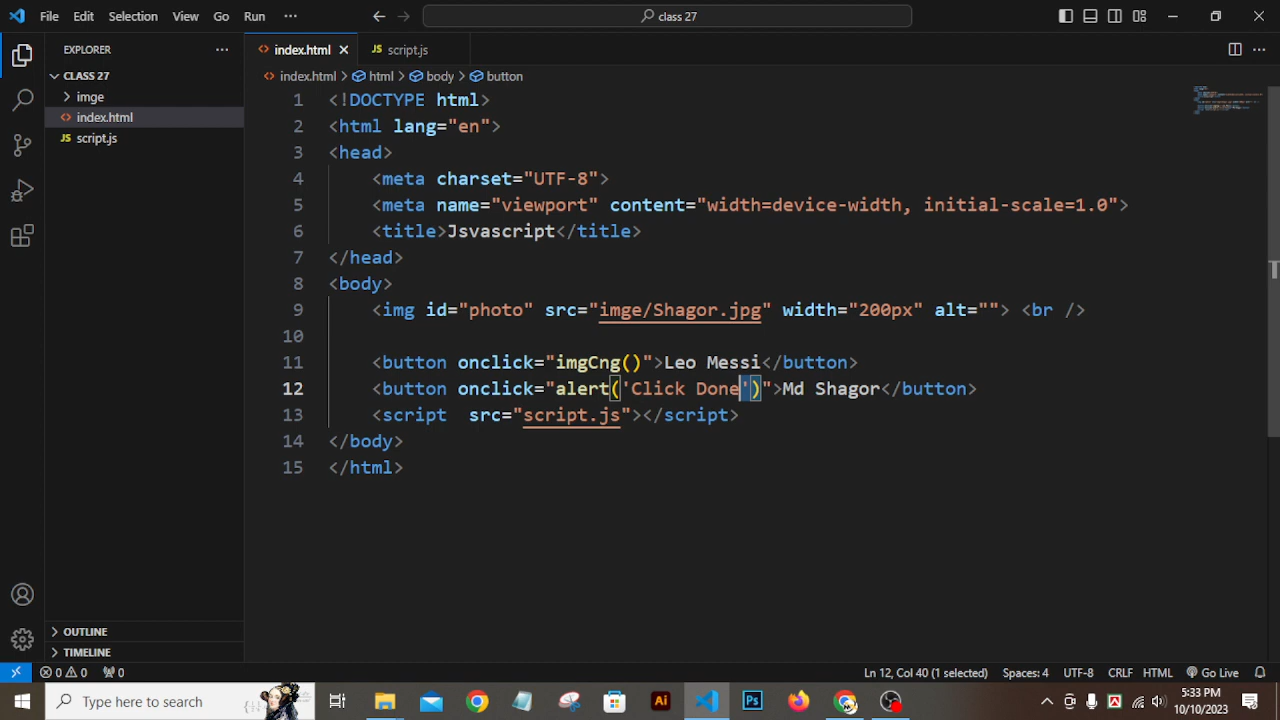 File Edit Selection View Go Run ··· class 27
EXPLORER ···
index.html
script.js
CLASS 27
imge
index.html
script.js
index.html > html > body > button
1 <!DOCTYPE html>
2 <html lang="en">
3 <head>
4 <meta charset="UTF-8">
5 <meta name="viewport" content="width=device-width, initial-scale=1.0">
6 <title>Jsvascript</title>
7 </head>
8 <body>
9 <img id="photo" src="imge/Shagor.jpg" width="200px" alt=""> <br />
10
11 <button onclick="imgCng()">Leo Messi</button>
12 <button onclick="alert('Click Done')">Md Shagor</button>
13 <script  src="script.js"></script>
14 </body>
15 </html>
OUTLINE
TIMELINE
0 0 0 Ln 12, Col 40 (1 selected) Spaces: 4 UTF-8 CRLF HTML Go Live
Type here to search
Ai
Ps
5:33 PM
10/10/2023